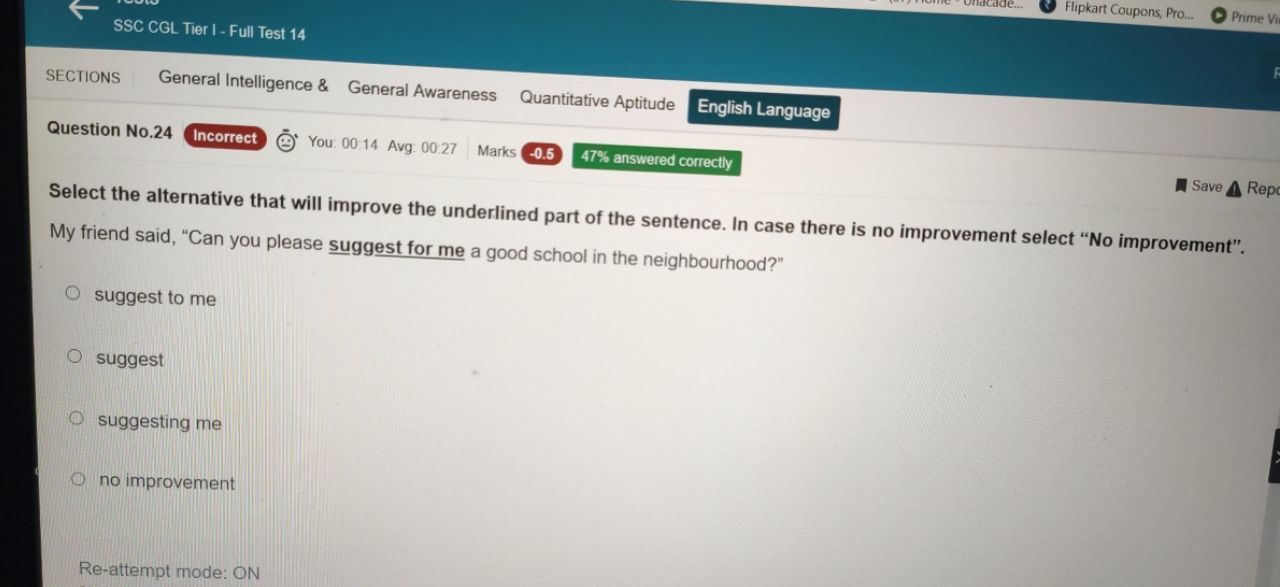 Flipkart Coupons, Pro...
Prime
SSC CGL Tier I - Full Test 14
SECTIONS General Intelligence & General Awareness Quantitative Aptitude English Language
Question No.24 Incorrect You: 00:14 Avg: 00:27 Marks -0.5 47% answered correctly
Save
Select the alternative that will improve the underlined part of the sentence. In case there is no improvement select “No improvement”.
My friend said, “Can you please suggest for me a good school in the neighbourhood?”
suggest to me
suggest
suggesting me
no improvement
Re-attempt mode: ON